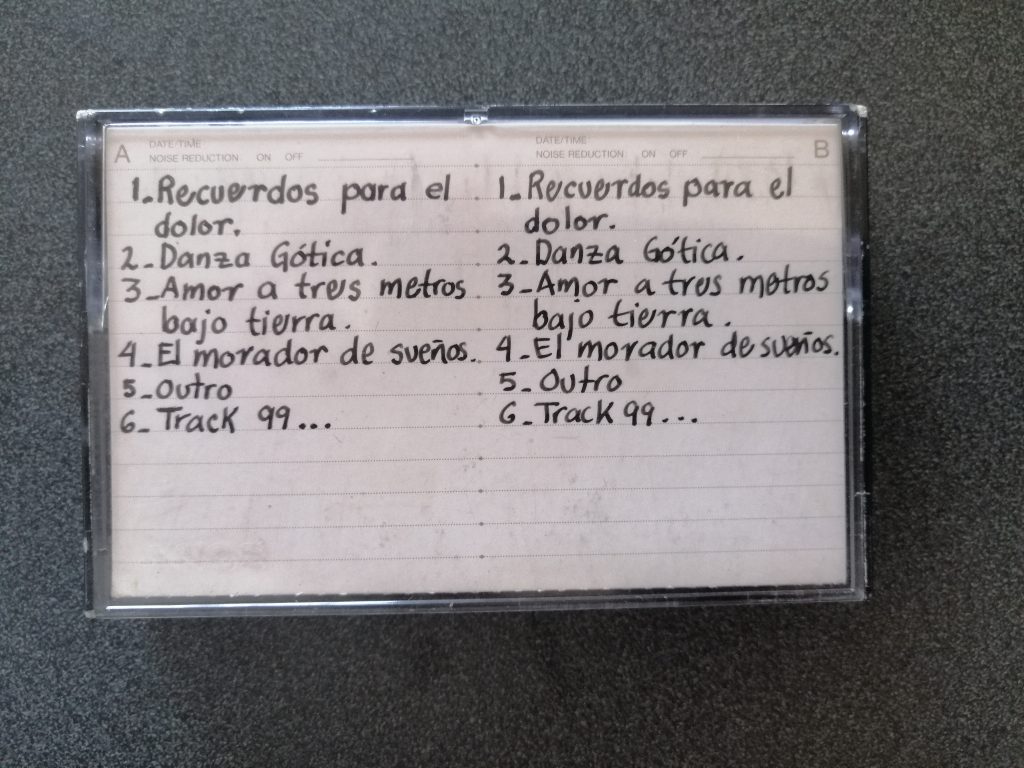 A DATE/TIME
NOISE REDUCTION ON OFF
1. Recuerdos para el
dolor.
2- Danza Gótica.
3- Amor a tres metros
bajo tierra.
4- El morador de sueños.
5- Outro
6- Track 99...
DATE/TIME B
NOISE REDUCTION ON OFF
1- Recuerdos para el
dolor.
2- Danza Gótica.
3- Amor a tres metros
bajo tierra.
4- El morador de sueños.
5- Outro
6- Track 99...